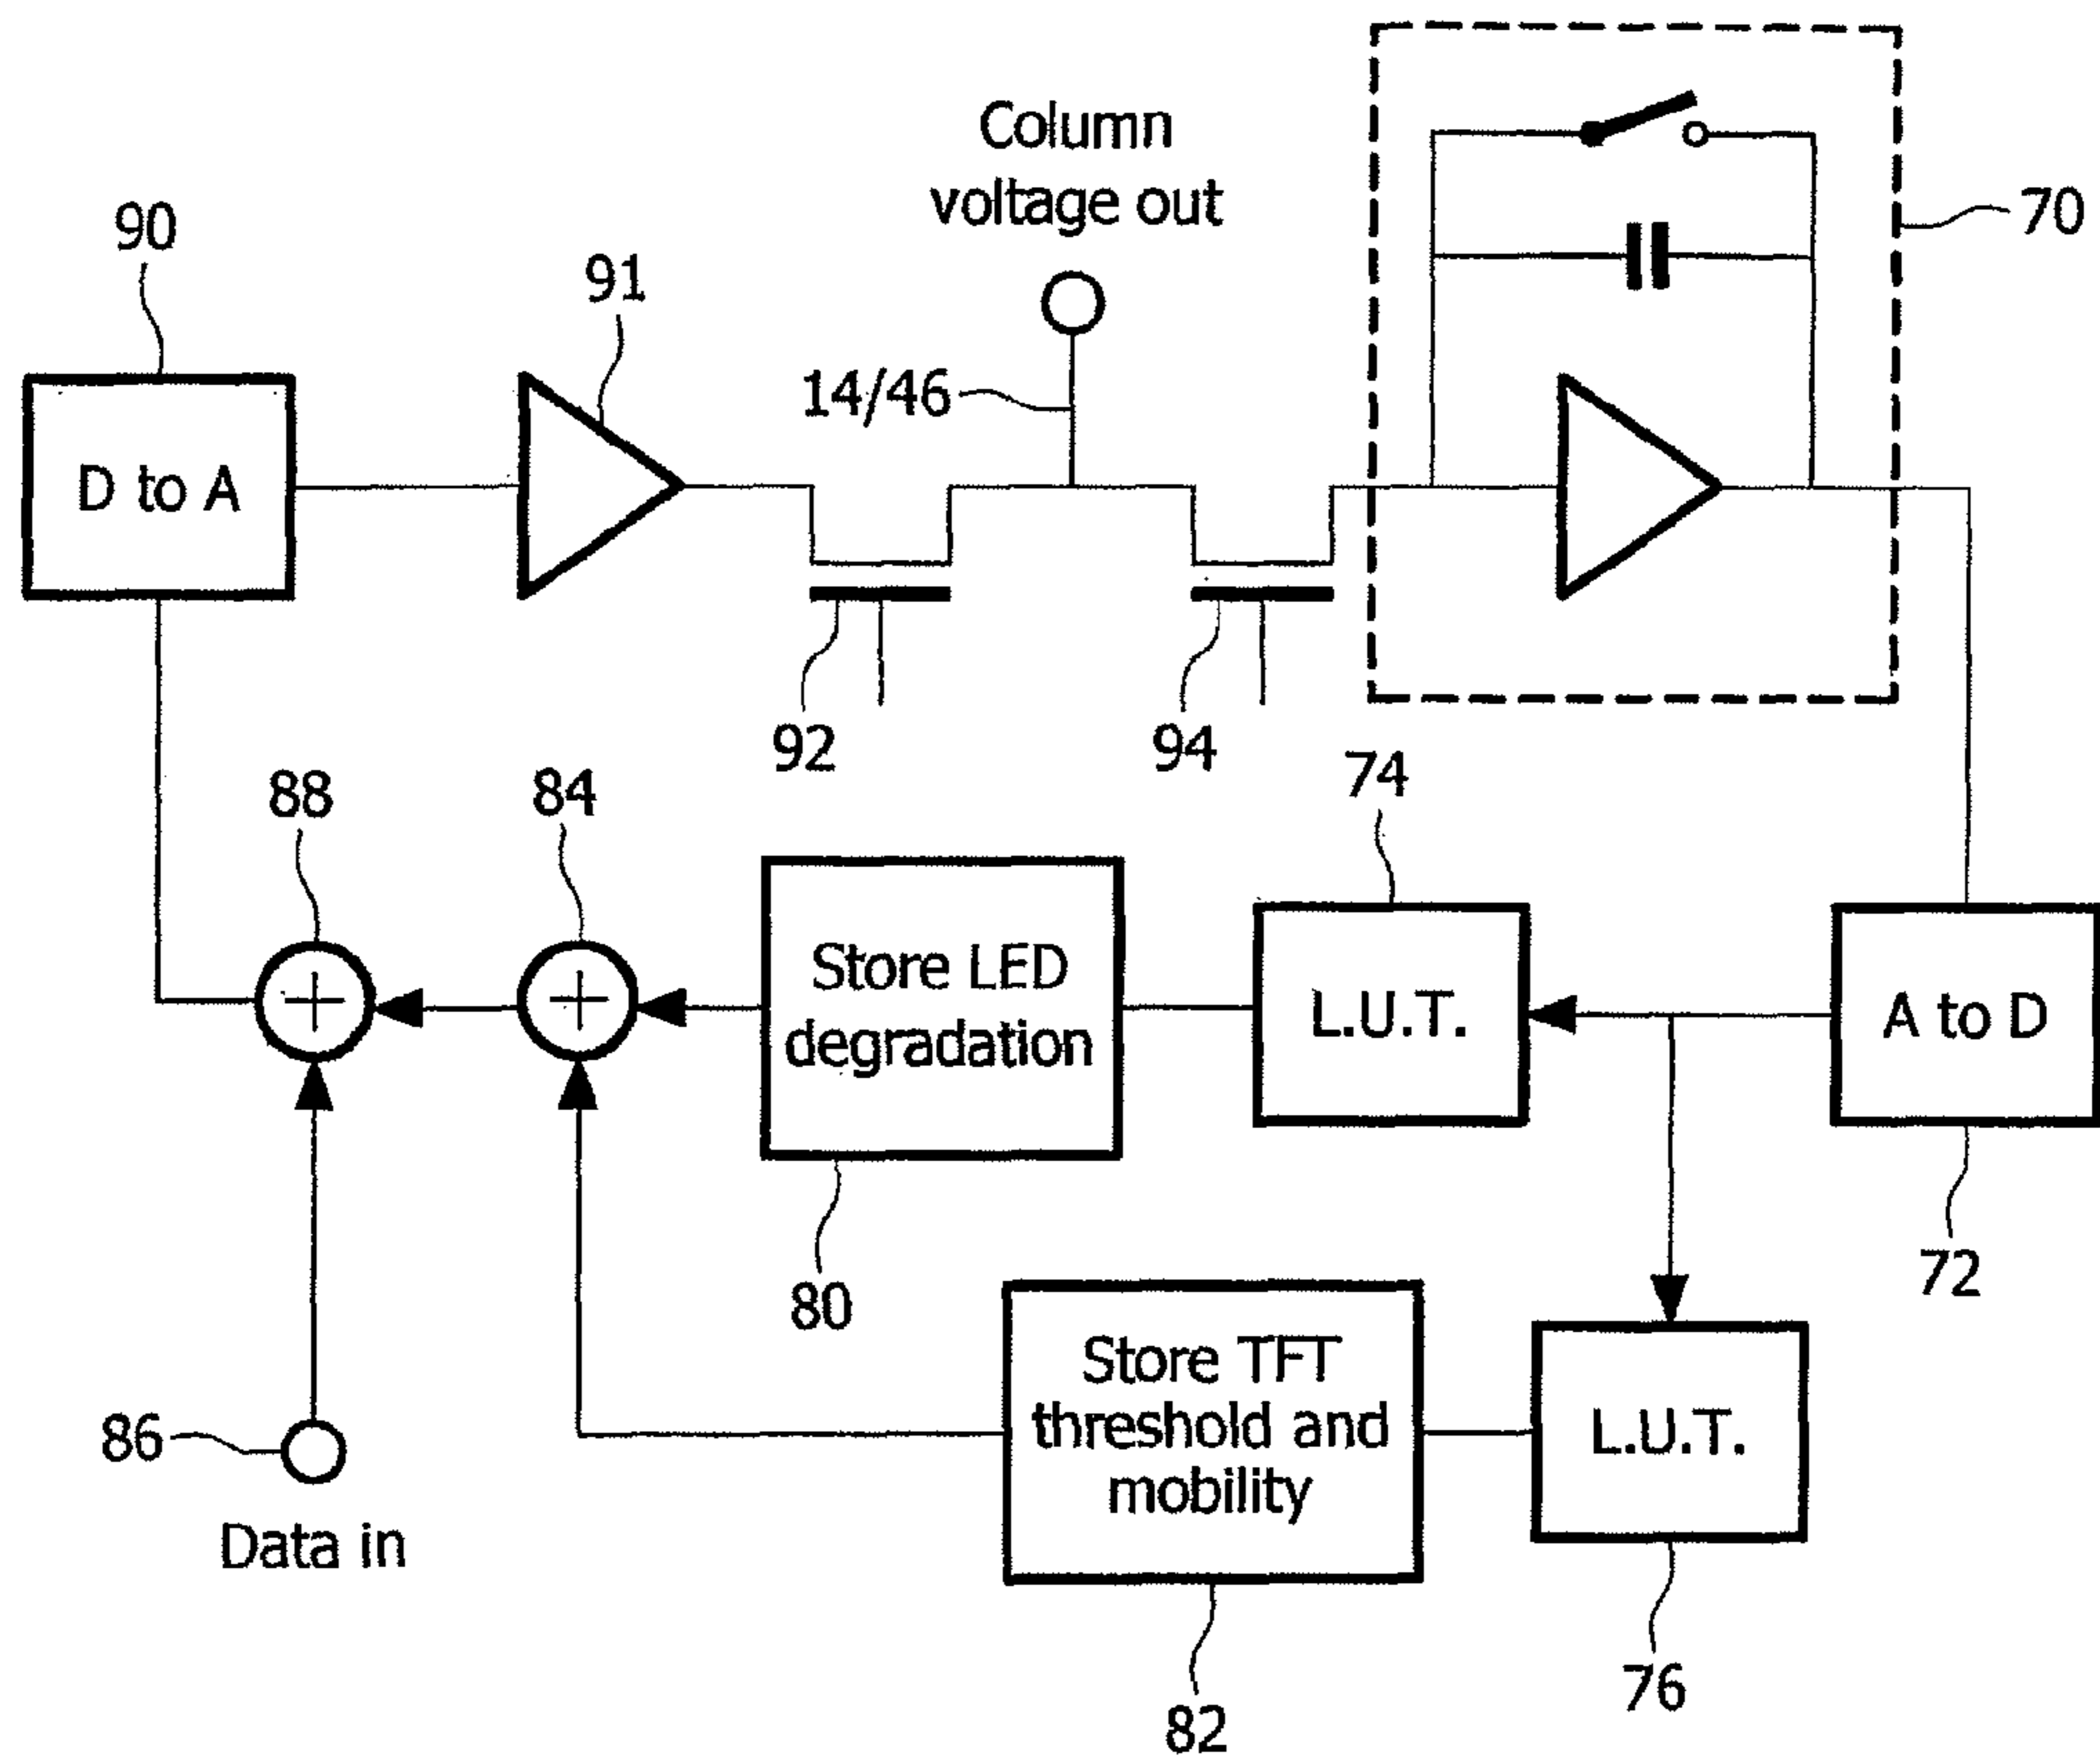 Column
voltage out
70
90
91
14/46
D to A
92
94
74
88
84
Store LED
degradation
L.U.T.
A to D
72
80
86
Data in
Store TFT
threshold and
mobility
L.U.T.
76
82